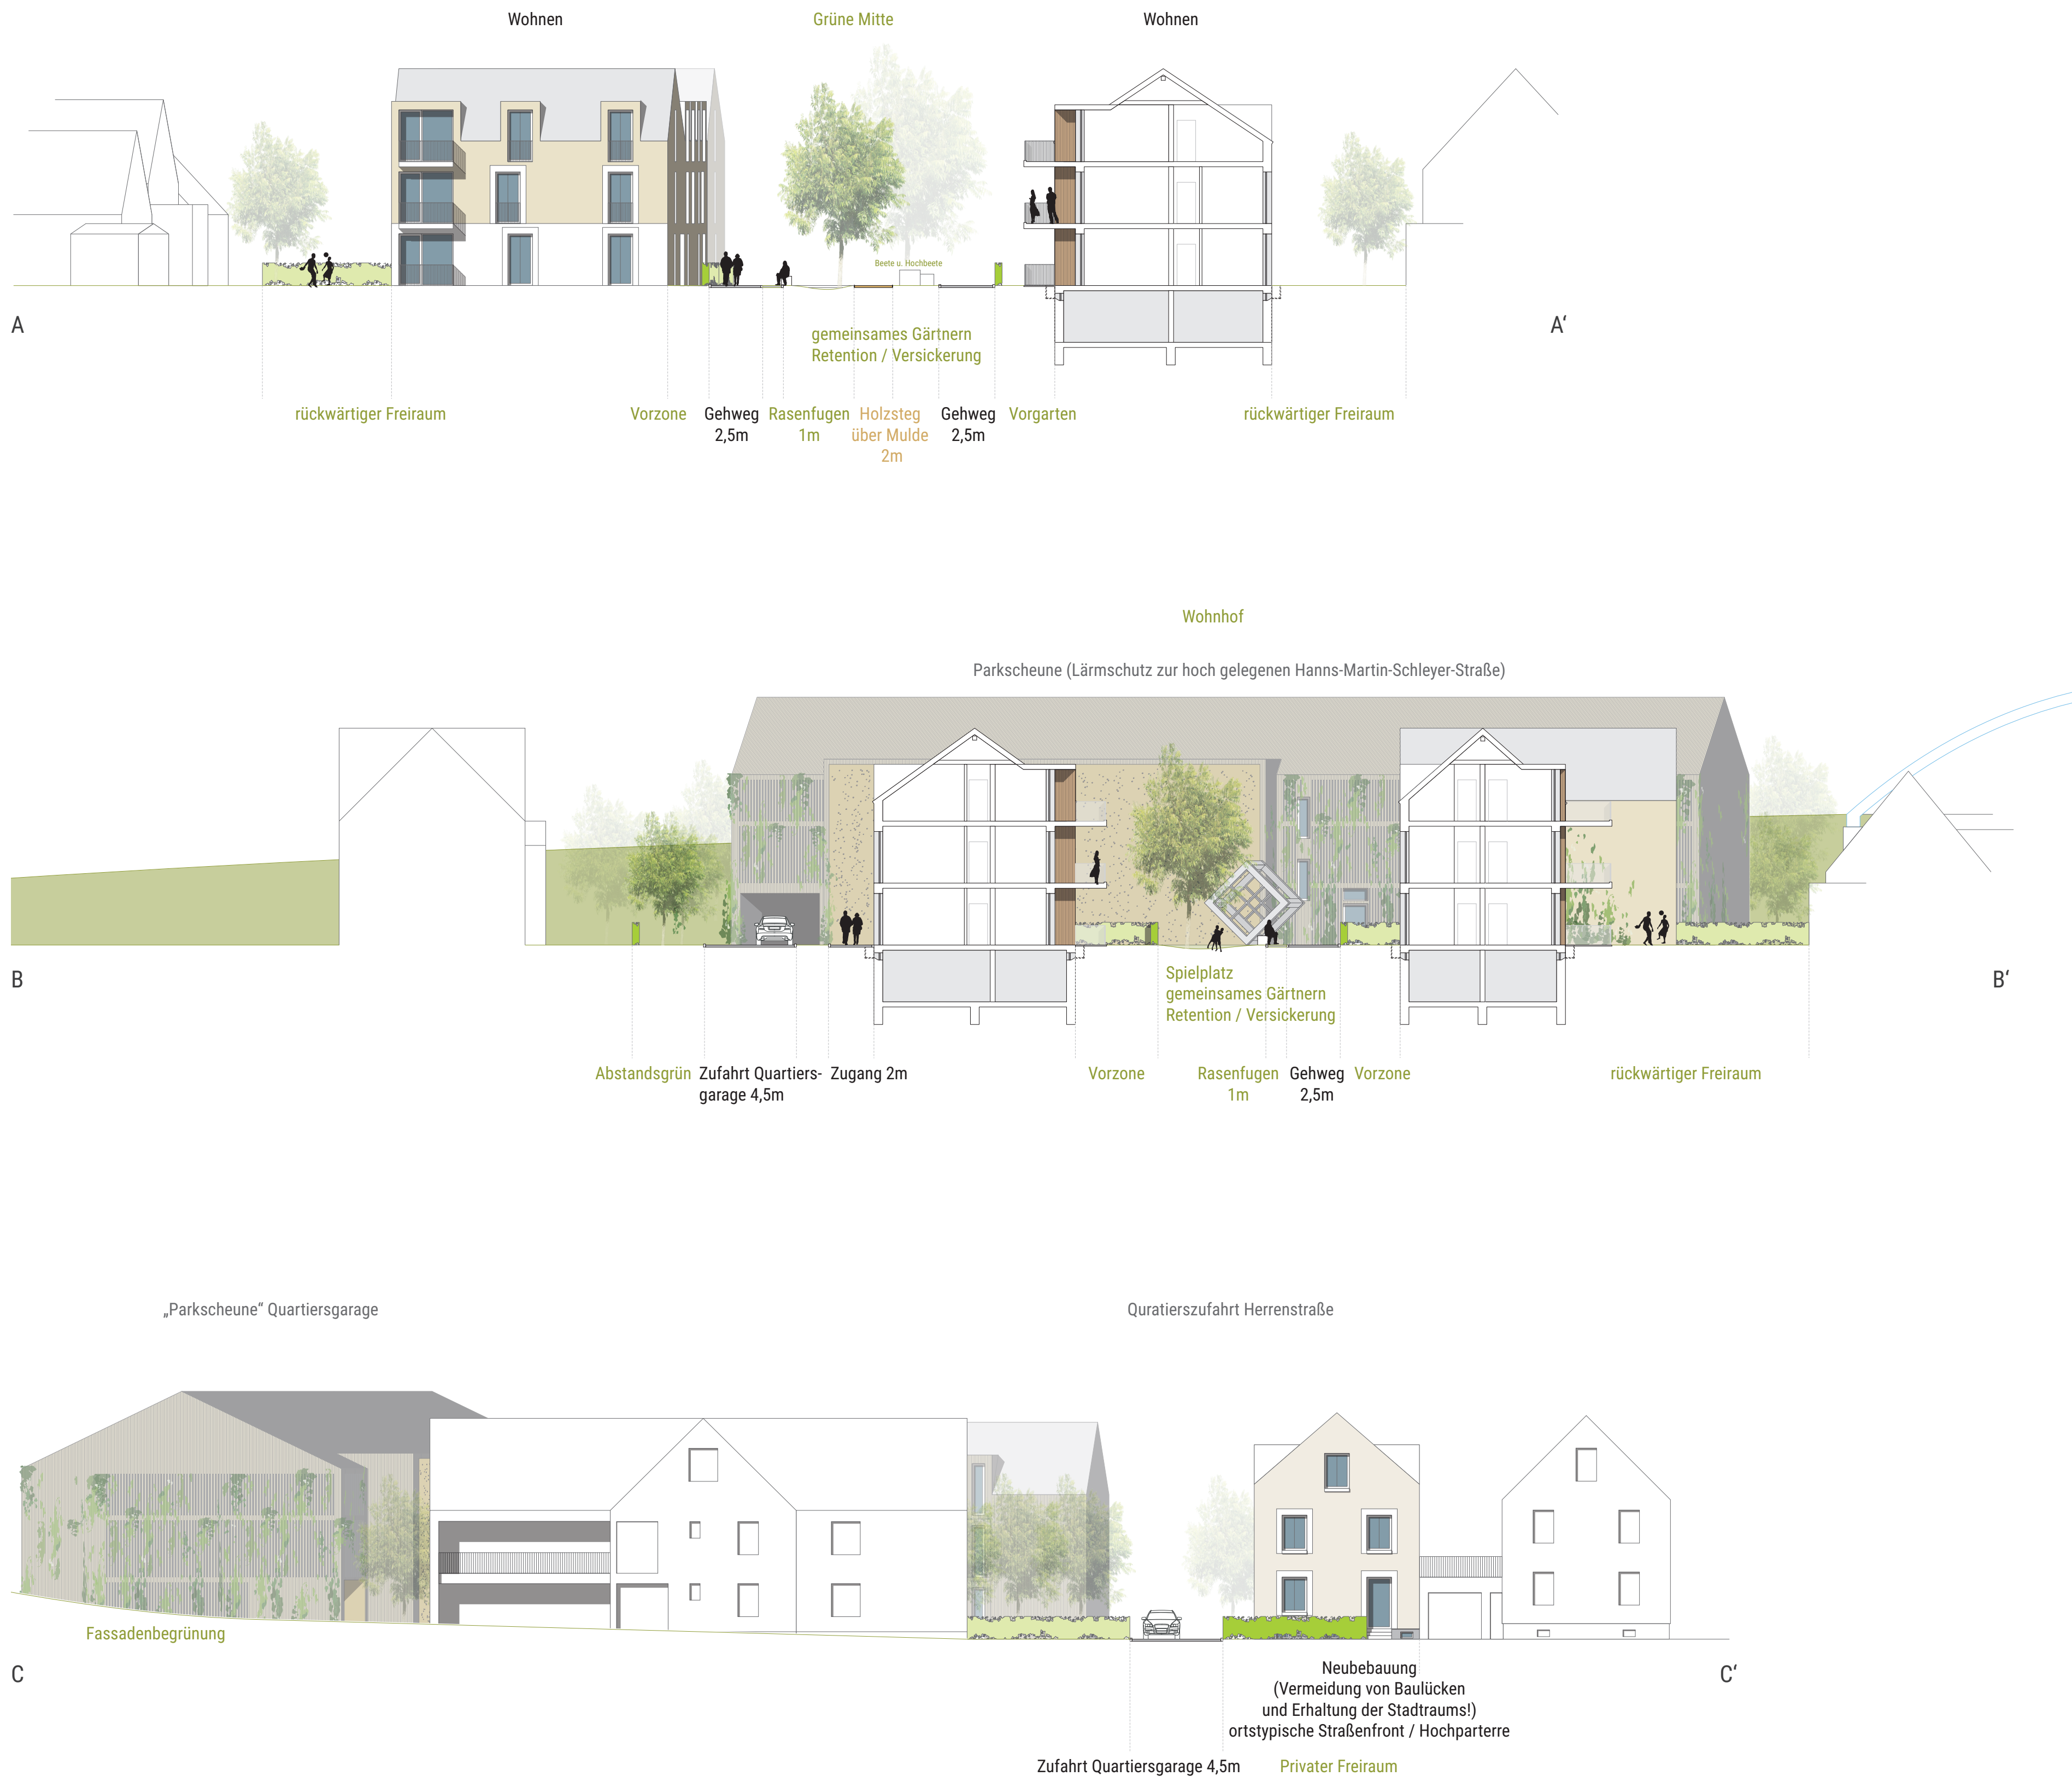 Wohnen
Grüne Mitte
Wohnen
Beete u. Hochbeete
A
A‘
gemeinsames Gärtnern
Retention / Versickerung
rückwärtiger Freiraum
Vorzone
Gehweg
2,5m
Rasenfugen
1m
Holzsteg
über Mulde
2m
Gehweg
2,5m
Vorgarten
rückwärtiger Freiraum
Wohnhof
Parkscheune (Lärmschutz zur hoch gelegenen Hanns-Martin-Schleyer-Straße)
B
B‘
Spielplatz
gemeinsames Gärtnern
Retention / Versickerung
Abstandsgrün
Zufahrt Quartiers-
garage 4,5m
Zugang 2m
Vorzone
Rasenfugen
1m
Gehweg
2,5m
Vorzone
rückwärtiger Freiraum
„Parkscheune“ Quartiersgarage
Quratierszufahrt Herrenstraße
Fassadenbegrünung
C
C‘
Neubebauung
(Vermeidung von Baulücken
und Erhaltung der Stadtraums!)
ortstypische Straßenfront / Hochparterre
Zufahrt Quartiersgarage 4,5m
Privater Freiraum